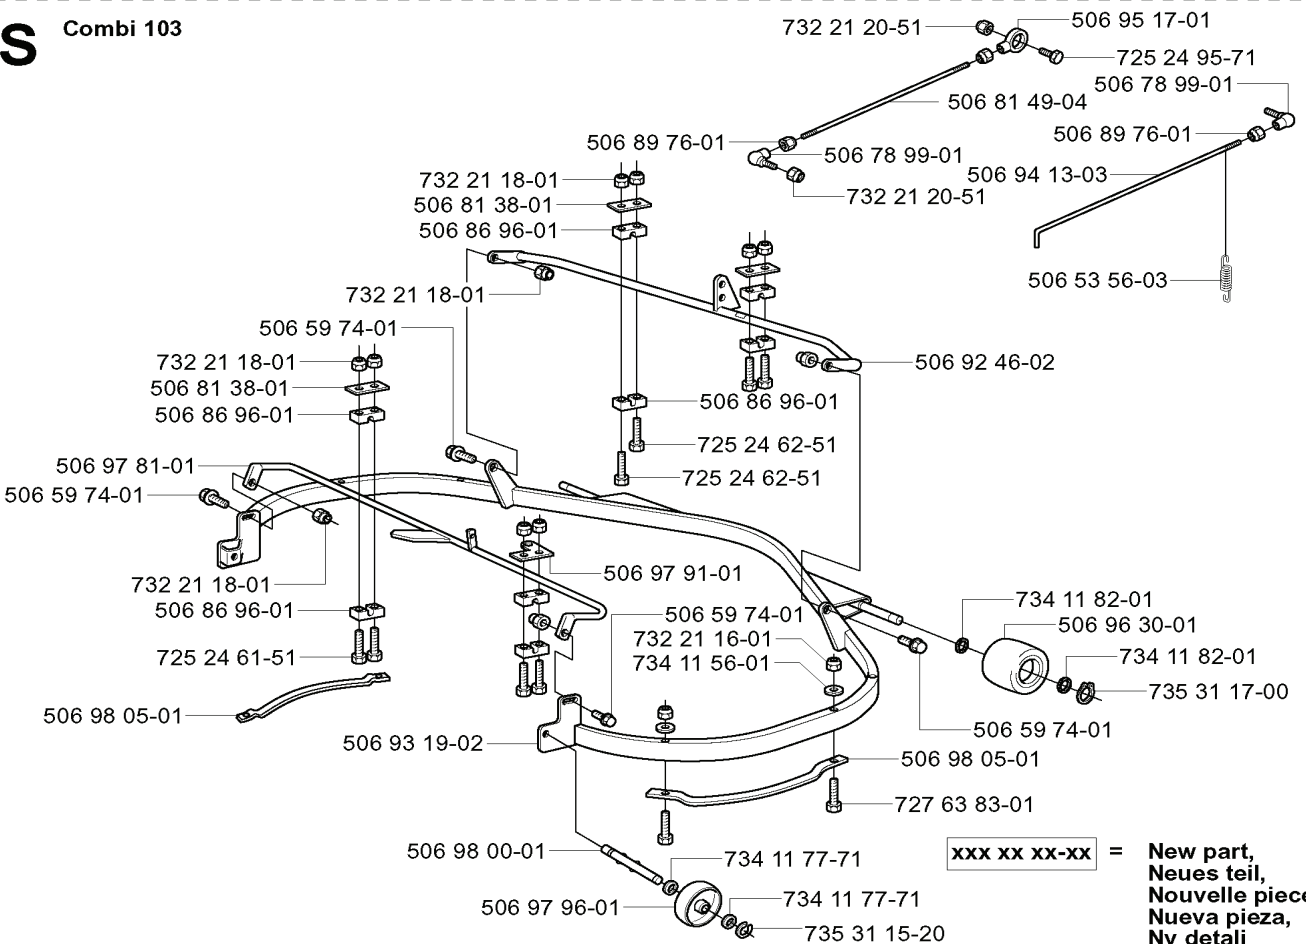 S Combi 103
732 21 20-51
506 95 17-01
725 24 95-71
506 78 99-01
506 81 49-04
506 89 76-01
506 89 76-01
506 78 99-01
506 94 13-03
732 21 20-51
732 21 18-01
506 81 38-01
506 86 96-01
506 53 56-03
732 21 18-01
506 59 74-01
732 21 18-01
506 81 38-01
506 86 96-01
506 92 46-02
506 86 96-01
725 24 62-51
725 24 62-51
506 97 81-01
506 59 74-01
732 21 18-01
506 86 96-01
725 24 61-51
506 98 05-01
506 97 91-01
506 59 74-01
732 21 16-01
734 11 56-01
734 11 82-01
506 96 30-01
734 11 82-01
735 31 17-00
506 59 74-01
506 93 19-02
506 98 05-01
727 63 83-01
506 98 00-01
734 11 77-71
734 11 77-71
506 97 96-01
735 31 15-20
xxx xx xx-xx = New part,
Neues teil,
Nouvelle piece
Nueva pieza,
Ny detalj